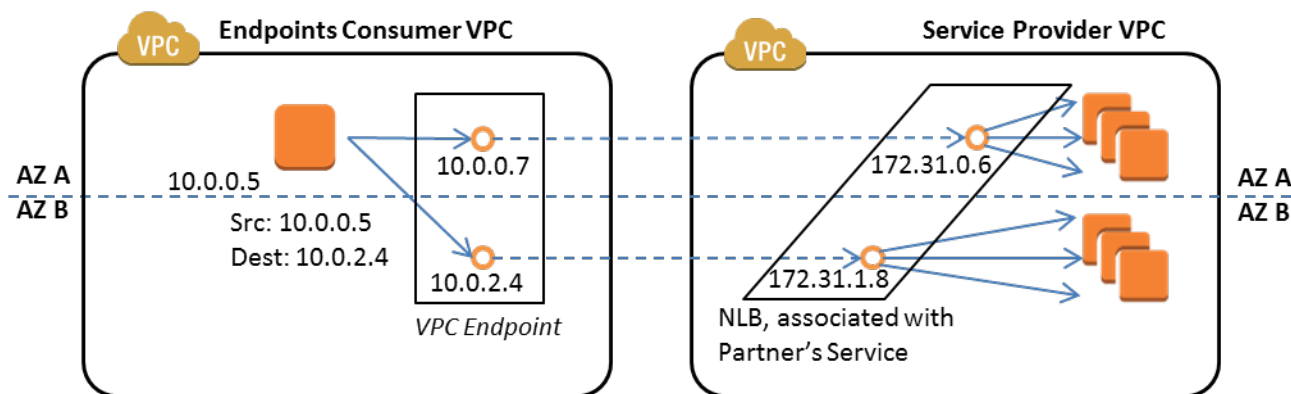 Endpoints Consumer VPC
Service Provider VPC
VPC
VPC
10.0.0.7
172.31.0.6
AZ A
10.0.0.5
AZ A
AZ B
AZ B
Src: 10.0.0.5
Dest: 10.0.2.4
10.0.2.4
172.31.1.8
VPC Endpoint
NLB, associated with
Partner’s Service